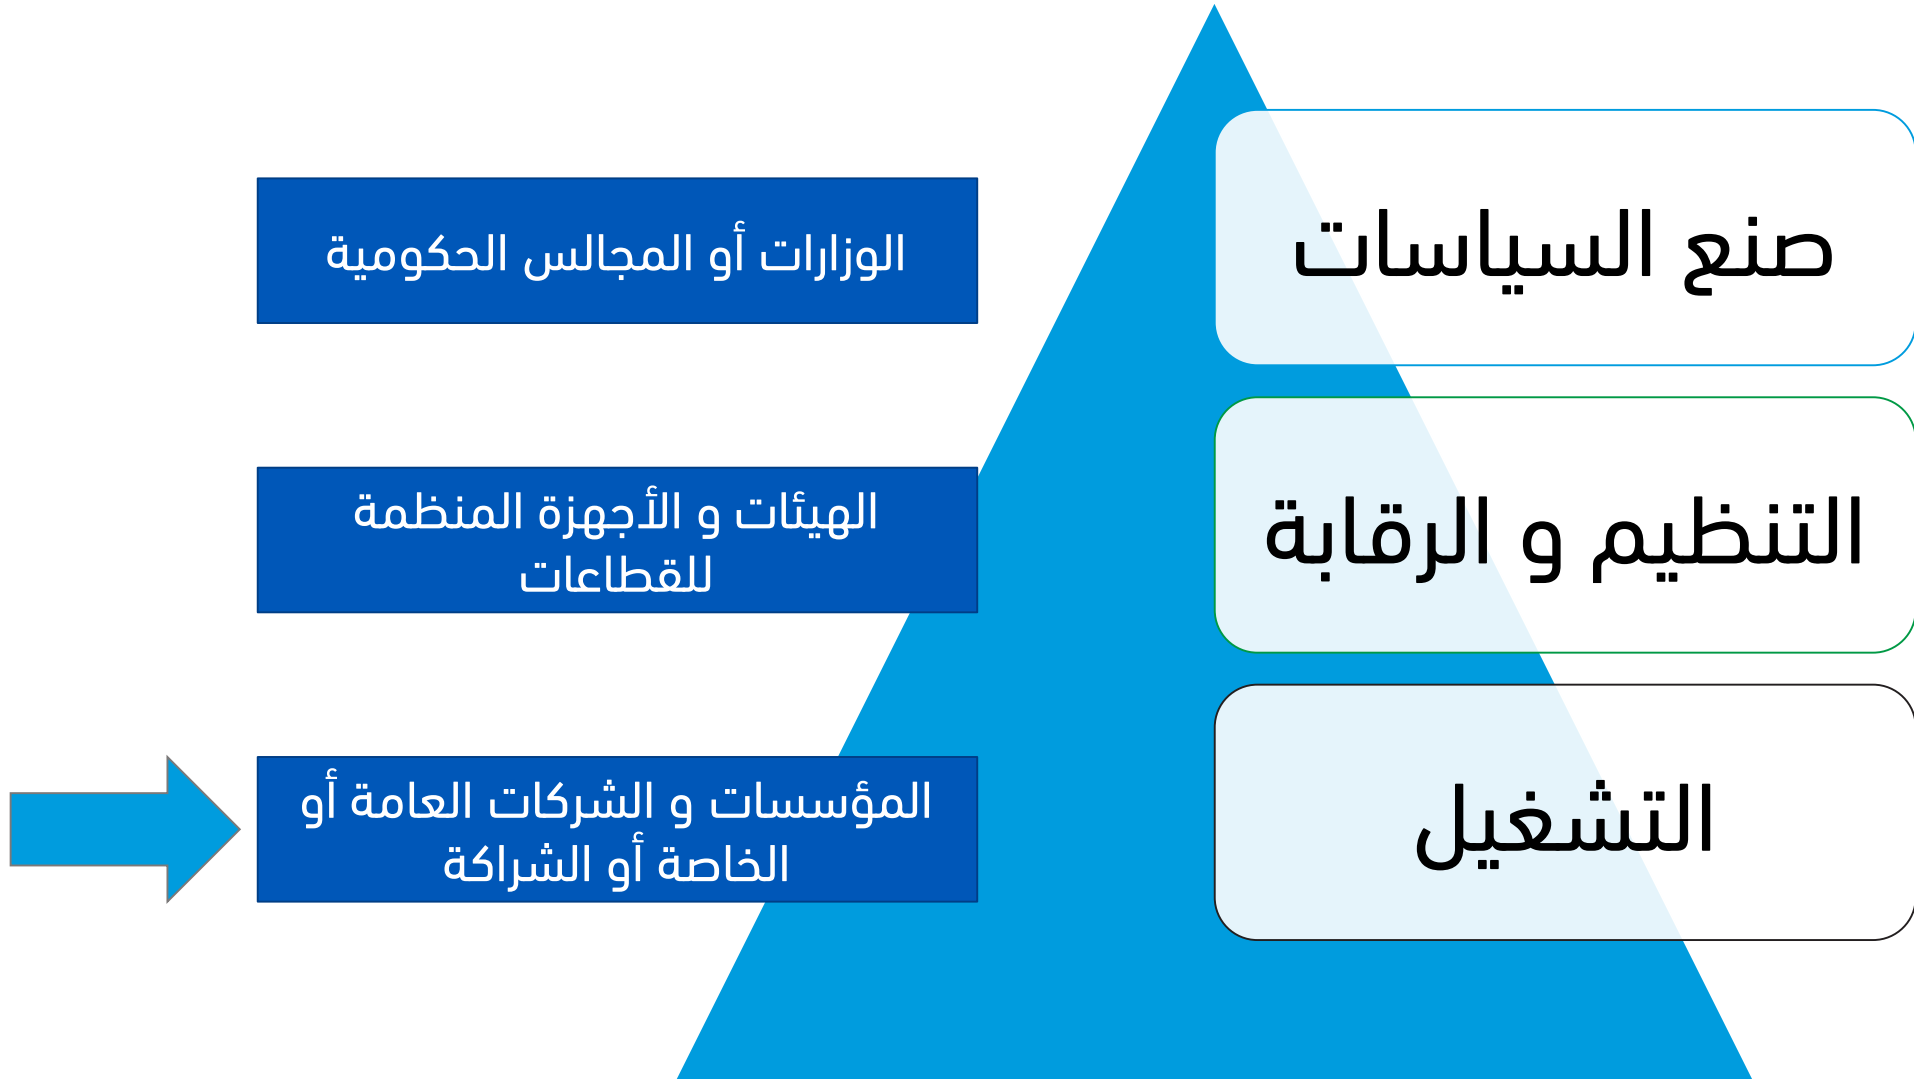 صنع السياسات
الوزارات أو المجالس الحكومية
التنظيم و الرقابة
الهيئات و الأجهزة المنظمة
للقطاعات
التشغيل
المؤسسات و الشركات العامة أو
الخاصة أو الشراكة